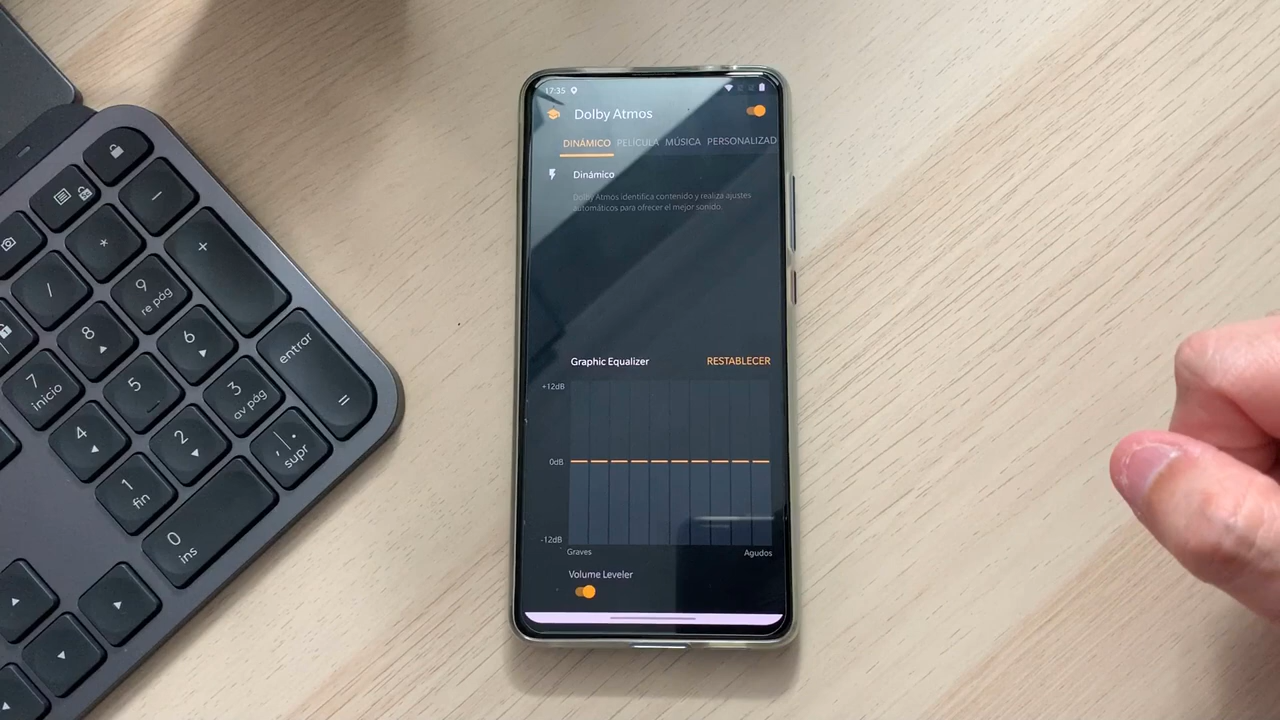 17:35
Dolby Atmos
DINÁMICO PELÍCULA MÚSICA PERSONALIZAD
Dinámico
Dolby Atmos identifica contenido y realiza ajustes
automáticos para ofrecer el mejor sonido.
Graphic Equalizer RESTABLECER
+12dB
0dB
-12dB
Graves Agudos
Volume Leveler
-
*
+
/
9
re pág
8
6
entrar
7
inicio
5
3
av pág
=
4
2
, .
supr
1
fin
0
ins